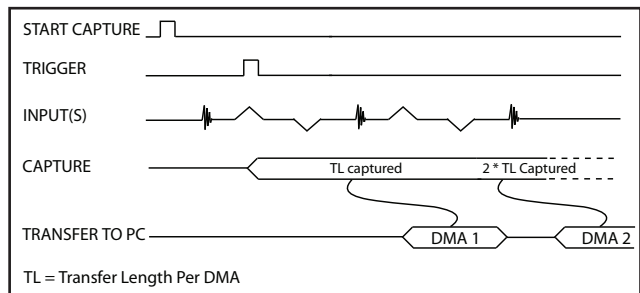 START CAPTURE
TRIGGER
INPUT(S)
CAPTURE
TL captured
2 * TL Captured
TRANSFER TO PC
DMA 1
DMA 2
TL = Transfer Length Per DMA